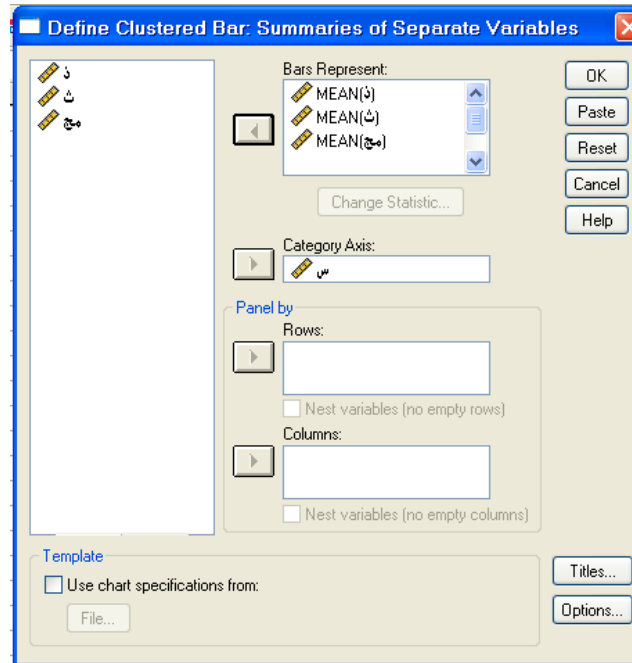 Define Clustered Bar: Summaries of Separate Variables
ذ
ث
مج
Bars Represent:
MEAN(ذ)
MEAN(ث)
MEAN(مج)
Change Statistic...
Category Axis:
س
Panel by
Rows:
Nest variables (no empty rows)
Columns:
Nest variables (no empty columns)
OK
Paste
Reset
Cancel
Help
Template
Use chart specifications from:
File...
Titles...
Options...